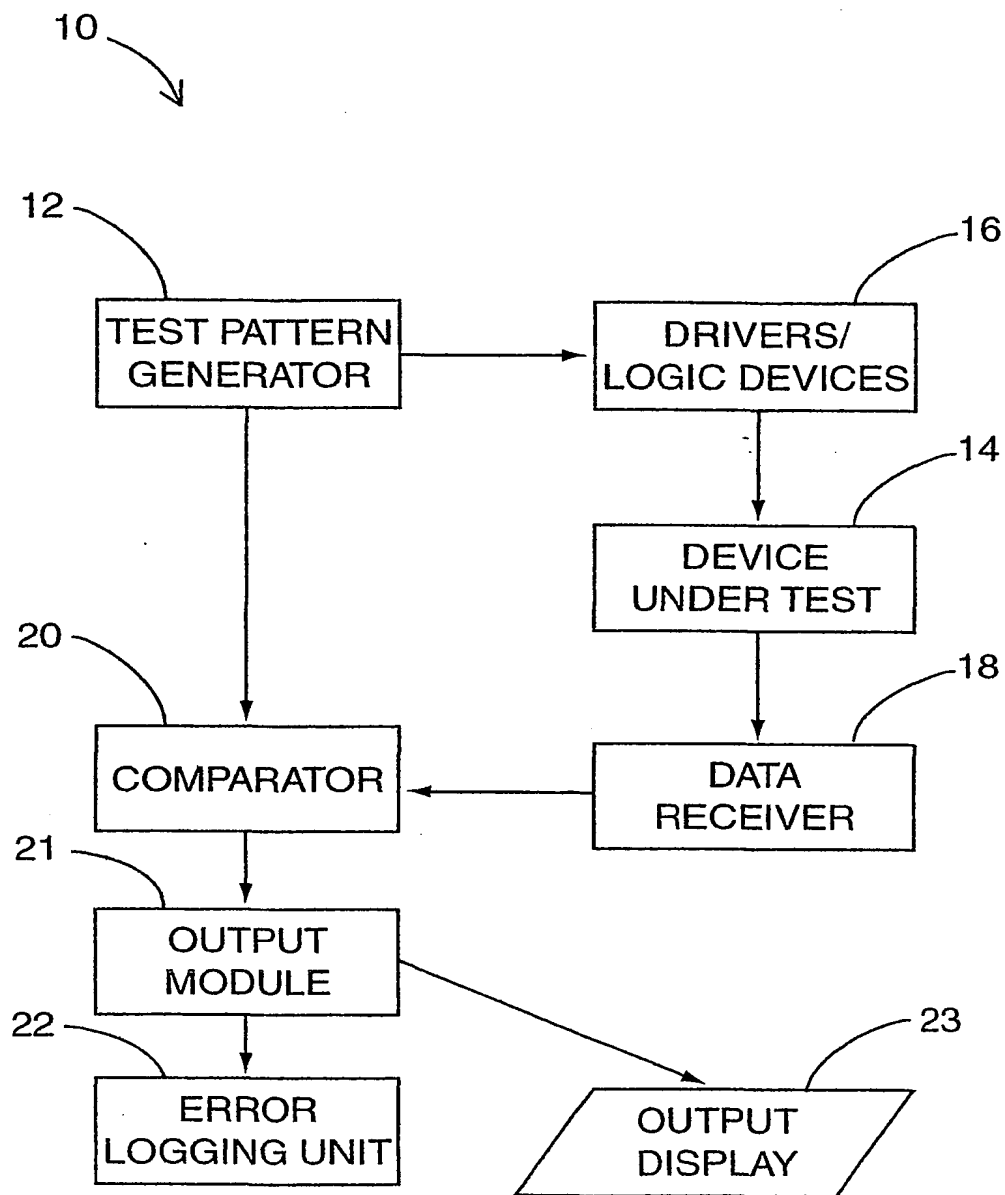 10
12
16
TEST PATTERN
GENERATOR
DRIVERS/
LOGIC DEVICES
14
DEVICE
UNDER TEST
20
18
COMPARATOR
DATA
RECEIVER
21
OUTPUT
MODULE
22
23
ERROR
LOGGING UNIT
OUTPUT
DISPLAY